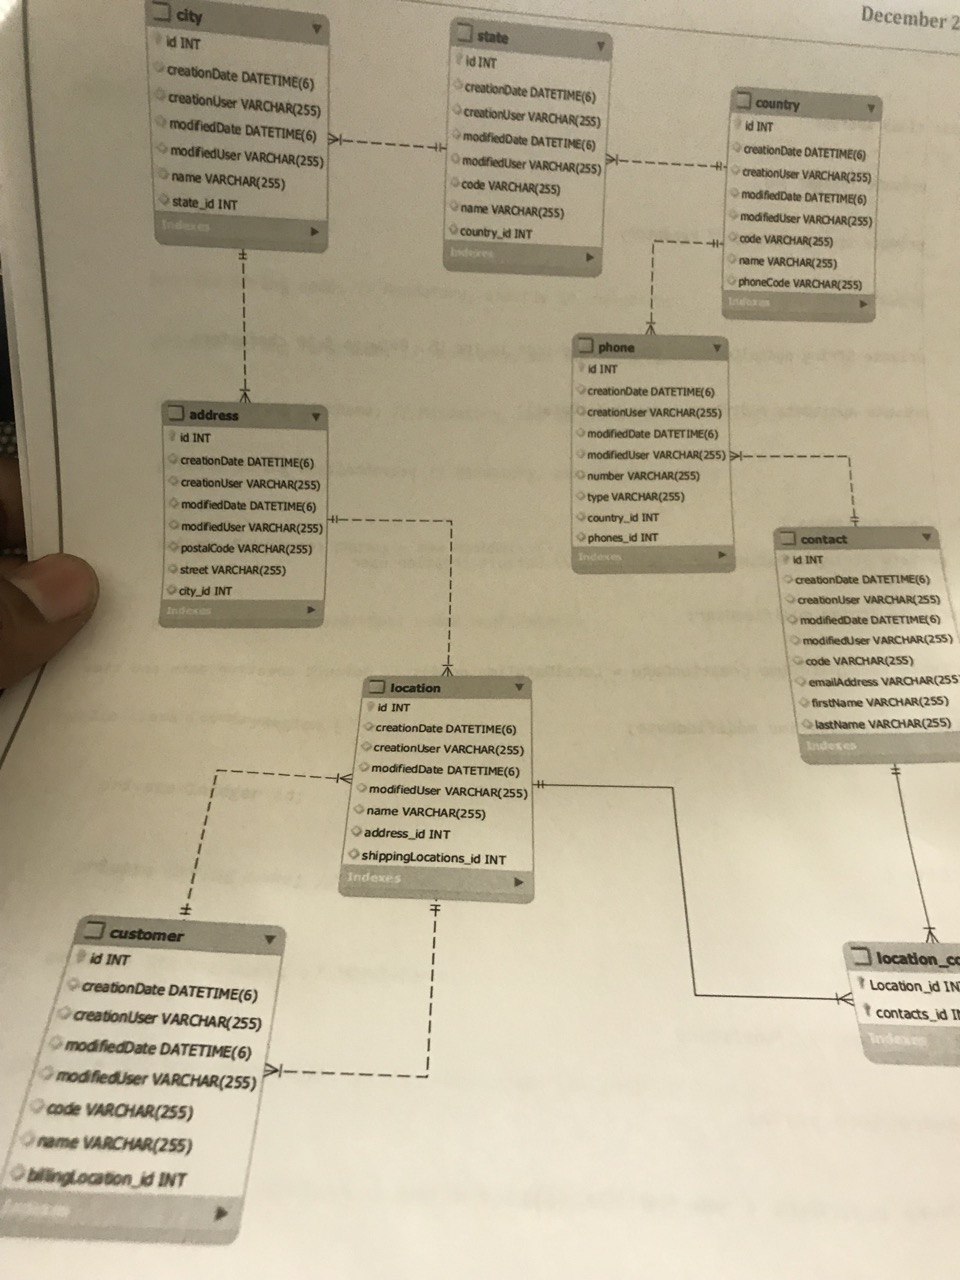 December 2
city
id INT
creationDate DATETIME(6)
creationUser VARCHAR(255)
modifiedDate DATETIME(6)
modifiedUser VARCHAR(255)
name VARCHAR(255)
state_id INT
Indexes
state
id INT
creationDate DATETIME(6)
creationUser VARCHAR(255)
modifiedDate DATETIME(6)
modifiedUser VARCHAR(255)
code VARCHAR(255)
name VARCHAR(255)
country_id INT
Indexes
country
id INT
creationDate DATETIME(6)
creationUser VARCHAR(255)
modifiedDate DATETIME(6)
modifiedUser VARCHAR(255)
code VARCHAR(255)
name VARCHAR(255)
phoneCode VARCHAR(255)
Indexes
phone
id INT
creationDate DATETIME(6)
creationUser VARCHAR(255)
modifiedDate DATETIME(6)
modifiedUser VARCHAR(255)
number VARCHAR(255)
type VARCHAR(255)
country_id INT
phones_id INT
Indexes
address
id INT
creationDate DATETIME(6)
creationUser VARCHAR(255)
modifiedDate DATETIME(6)
modifiedUser VARCHAR(255)
postalCode VARCHAR(255)
street VARCHAR(255)
city_id INT
Indexes
contact
id INT
creationDate DATETIME(6)
creationUser VARCHAR(255)
modifiedDate DATETIME(6)
modifiedUser VARCHAR(255)
code VARCHAR(255)
emailAddress VARCHAR(255
firstName VARCHAR(255)
lastName VARCHAR(255)
Indexes
location
id INT
creationDate DATETIME(6)
creationUser VARCHAR(255)
modifiedDate DATETIME(6)
modifiedUser VARCHAR(255)
name VARCHAR(255)
address_id INT
shippingLocations_id INT
Indexes
customer
id INT
creationDate DATETIME(6)
creationUser VARCHAR(255)
modifiedDate DATETIME(6)
modifiedUser VARCHAR(255)
code VARCHAR(255)
name VARCHAR(255)
billingLocation_id INT
Indexes
location_co
Location_id IN
contacts_id I
Indexes